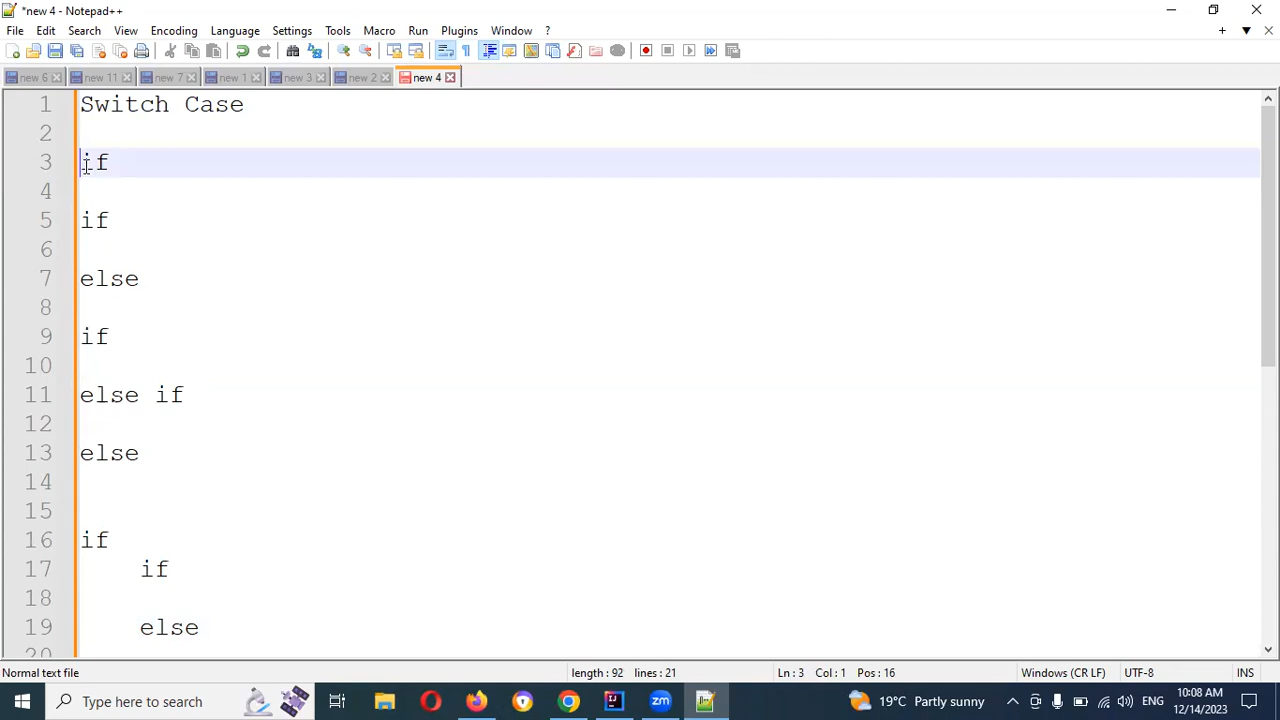 *new 4 - Notepad++
File Edit Search View Encoding Language Settings Tools Macro Run Plugins Window ?
new 6 new 11 new 7 new 1 new 3 new 2 new 4
1 Switch Case
2
3 if
4
5 if
6
7 else
8
9 if
10
11 else if
12
13 else
14
15
16 if
17 if
18
19 else
20
Normal text file length : 92 lines : 21 Ln : 3 Col : 1 Pos : 16 Windows (CR LF) UTF-8 INS
Type here to search zm 19°C Partly sunny ENG 10:08 AM
12/14/2023